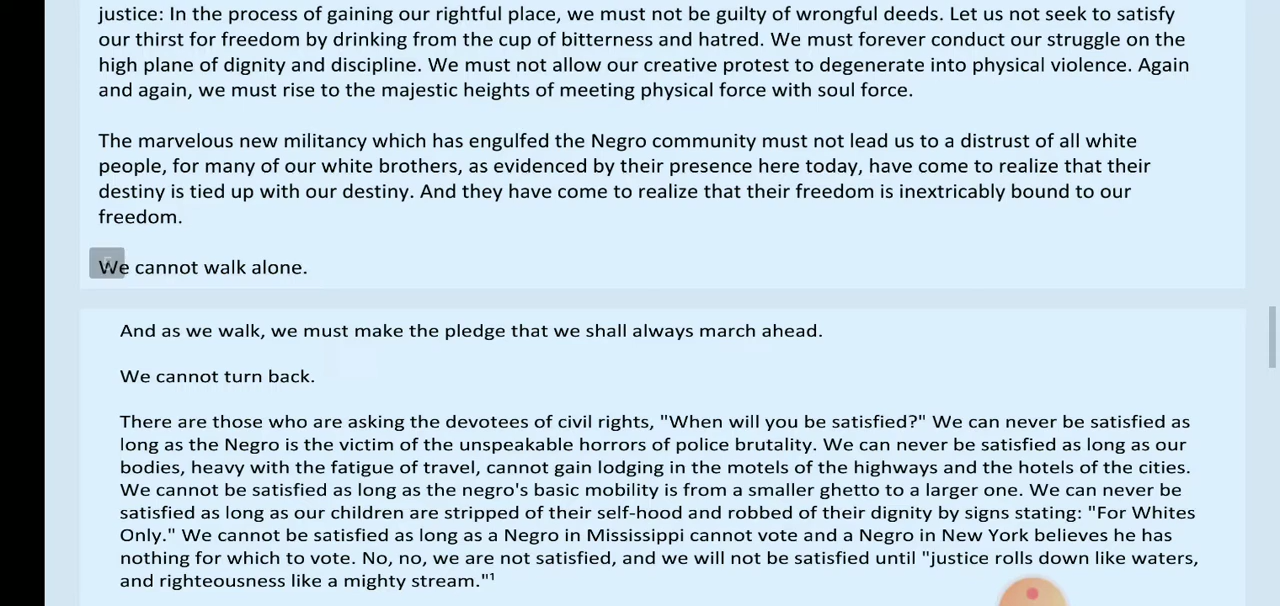 justice: In the process of gaining our rightful place, we must not be guilty of wrongful deeds. Let us not seek to satisfy
our thirst for freedom by drinking from the cup of bitterness and hatred. We must forever conduct our struggle on the
high plane of dignity and discipline. We must not allow our creative protest to degenerate into physical violence. Again
and again, we must rise to the majestic heights of meeting physical force with soul force.
The marvelous new militancy which has engulfed the Negro community must not lead us to a distrust of all white
people, for many of our white brothers, as evidenced by their presence here today, have come to realize that their
destiny is tied up with our destiny. And they have come to realize that their freedom is inextricably bound to our
freedom.
We cannot walk alone.
And as we walk, we must make the pledge that we shall always march ahead.
We cannot turn back.
There are those who are asking the devotees of civil rights, "When will you be satisfied?" We can never be satisfied as
long as the Negro is the victim of the unspeakable horrors of police brutality. We can never be satisfied as long as our
bodies, heavy with the fatigue of travel, cannot gain lodging in the motels of the highways and the hotels of the cities.
We cannot be satisfied as long as the negro's basic mobility is from a smaller ghetto to a larger one. We can never be
satisfied as long as our children are stripped of their self-hood and robbed of their dignity by signs stating: "For Whites
Only." We cannot be satisfied as long as a Negro in Mississippi cannot vote and a Negro in New York believes he has
nothing for which to vote. No, no, we are not satisfied, and we will not be satisfied until "justice rolls down like waters,
and righteousness like a mighty stream."¹